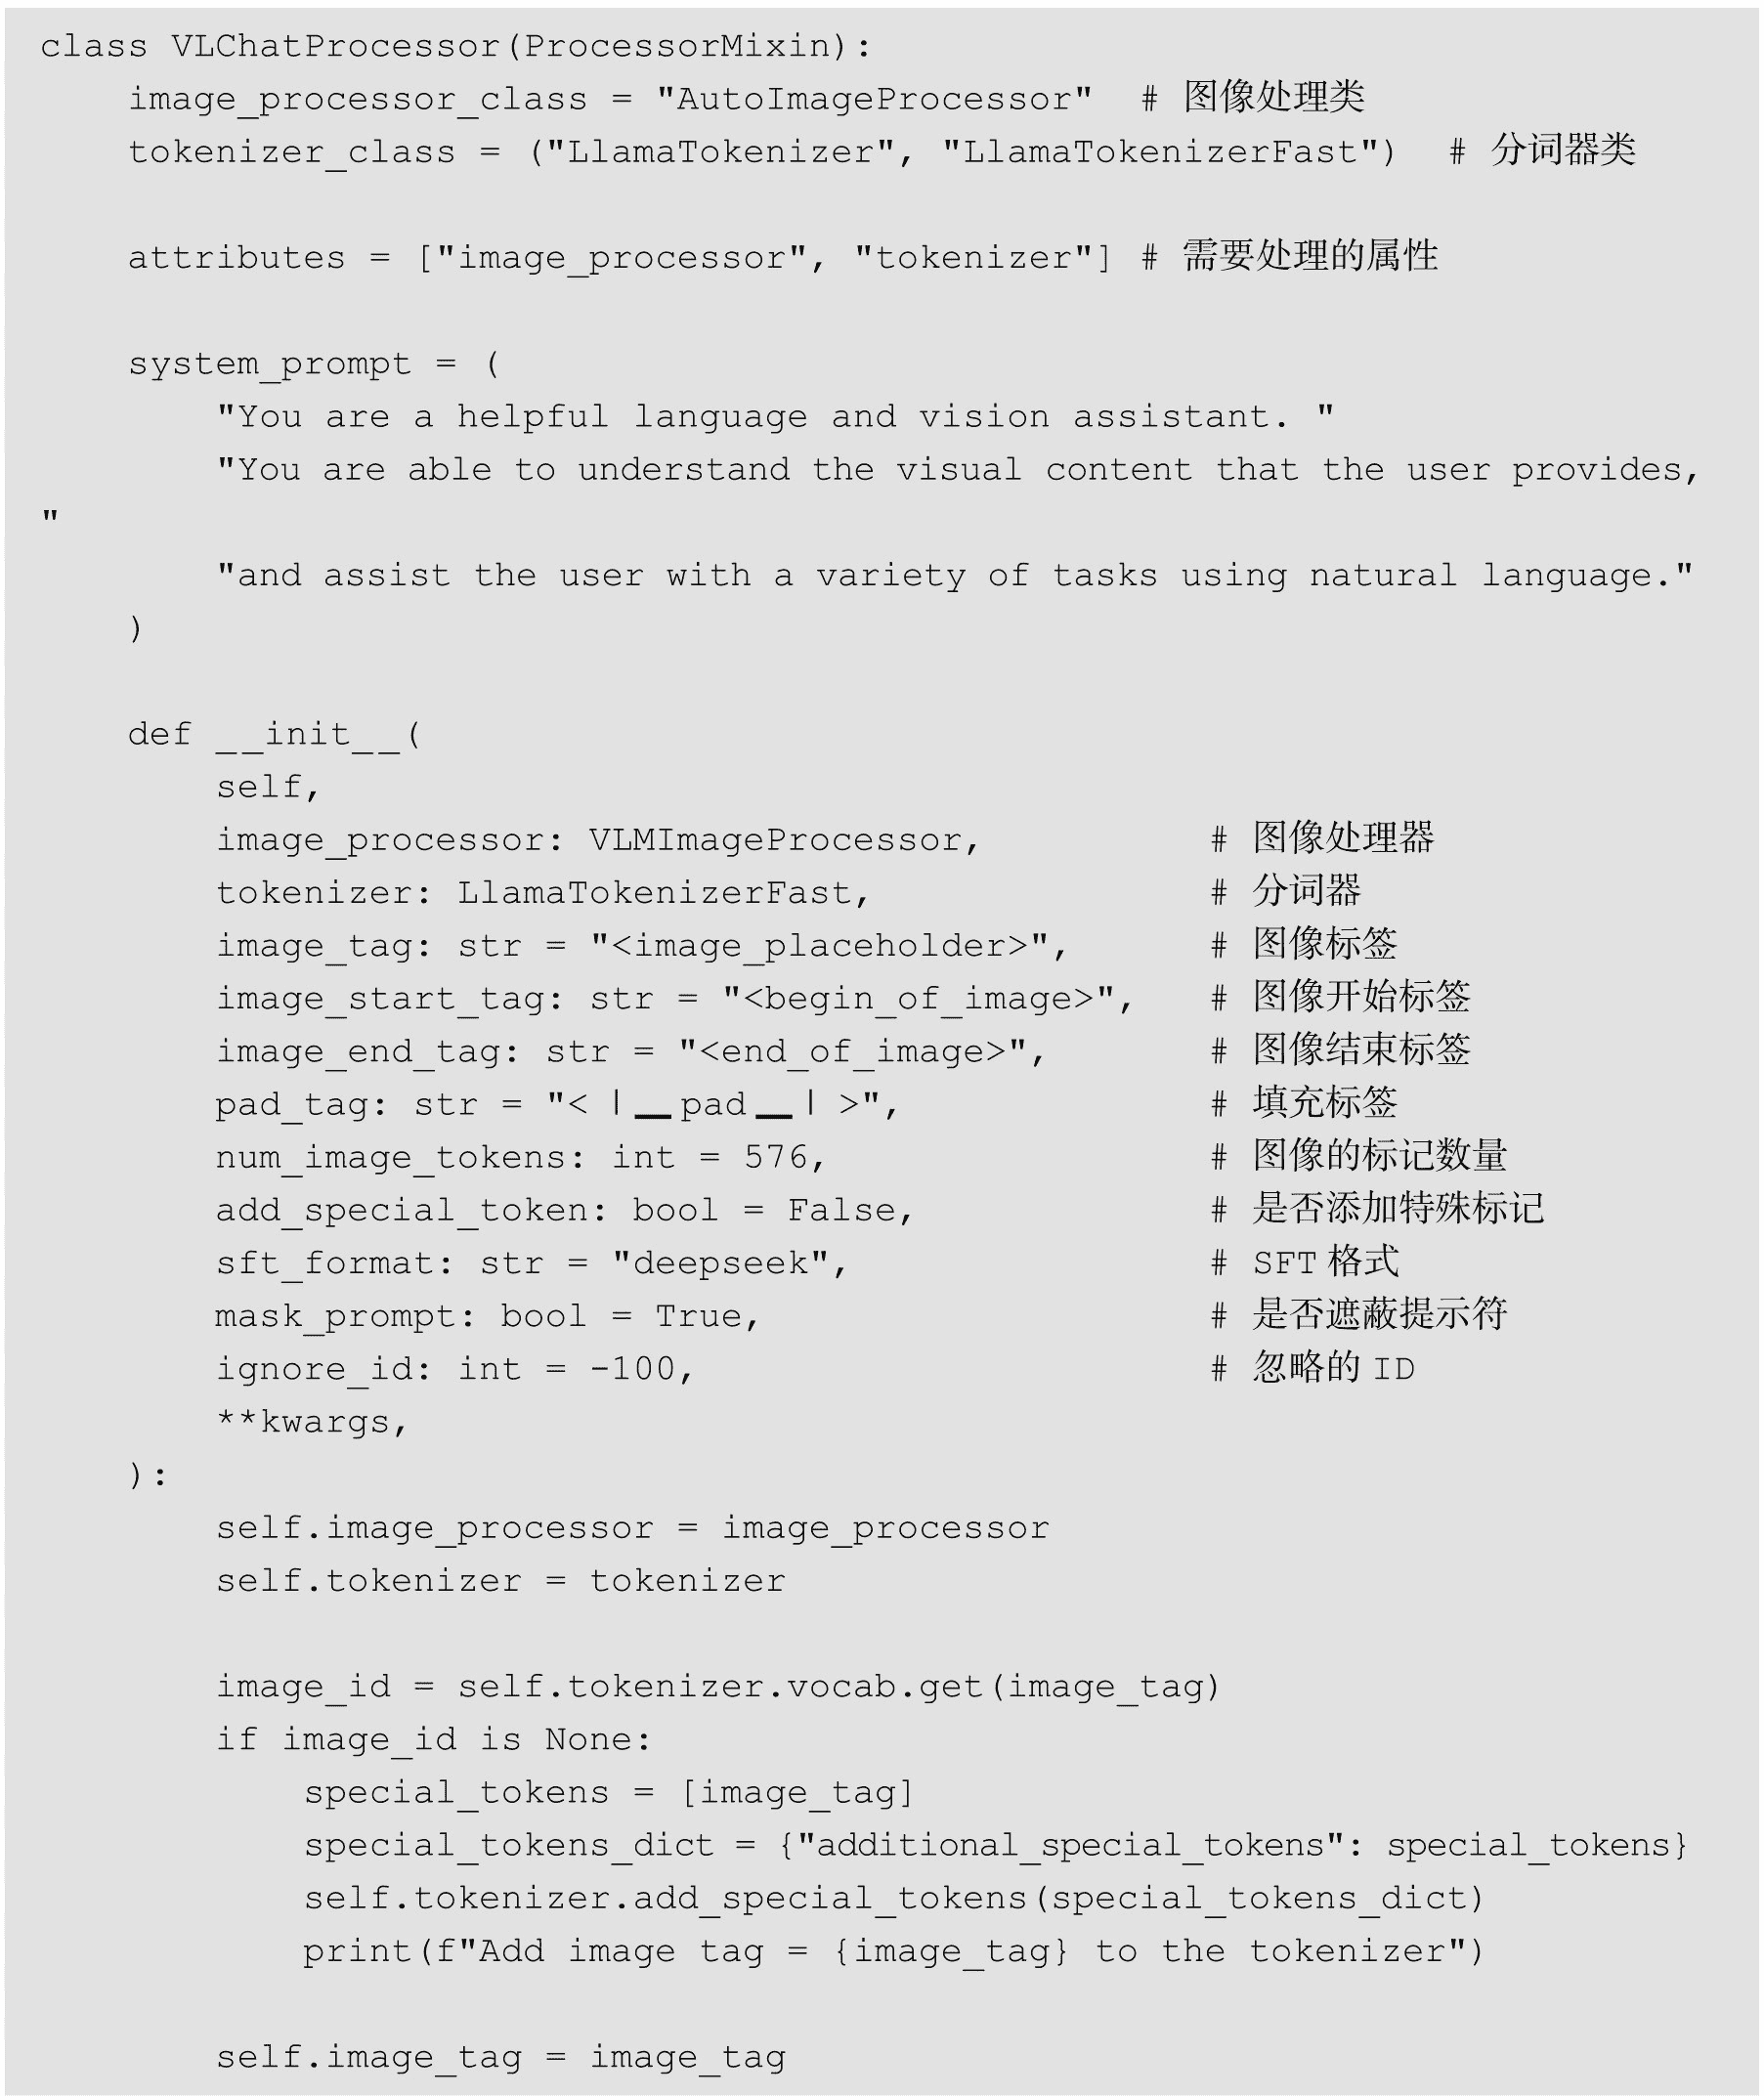 class VLChatProcessor(ProcessorMixin):
    image_processor_class = "AutoImageProcessor"  # 图像处理类
    tokenizer_class = ("LlamaTokenizer", "LlamaTokenizerFast")  # 分词器类

    attributes = ["image_processor", "tokenizer"] # 需要处理的属性

    system_prompt = (
        "You are a helpful language and vision assistant. "
        "You are able to understand the visual content that the user provides,
"
        "and assist the user with a variety of tasks using natural language."
    )

    def __init__(
        self,
        image_processor: VLMImageProcessor,          # 图像处理器
        tokenizer: LlamaTokenizerFast,               # 分词器
        image_tag: str = "<image_placeholder>",      # 图像标签
        image_start_tag: str = "<begin_of_image>",   # 图像开始标签
        image_end_tag: str = "<end_of_image>",       # 图像结束标签
        pad_tag: str = "<｜▁pad▁｜>",                # 填充标签
        num_image_tokens: int = 576,                 # 图像的标记数量
        add_special_token: bool = False,             # 是否添加特殊标记
        sft_format: str = "deepseek",                # SFT 格式
        mask_prompt: bool = True,                    # 是否遮蔽提示符
        ignore_id: int = -100,                       # 忽略的 ID
        **kwargs,
    ):
        self.image_processor = image_processor
        self.tokenizer = tokenizer

        image_id = self.tokenizer.vocab.get(image_tag)
        if image_id is None:
            special_tokens = [image_tag]
            special_tokens_dict = {"additional_special_tokens": special_tokens}
            self.tokenizer.add_special_tokens(special_tokens_dict)
            print(f"Add image tag = {image_tag} to the tokenizer")

        self.image_tag = image_tag